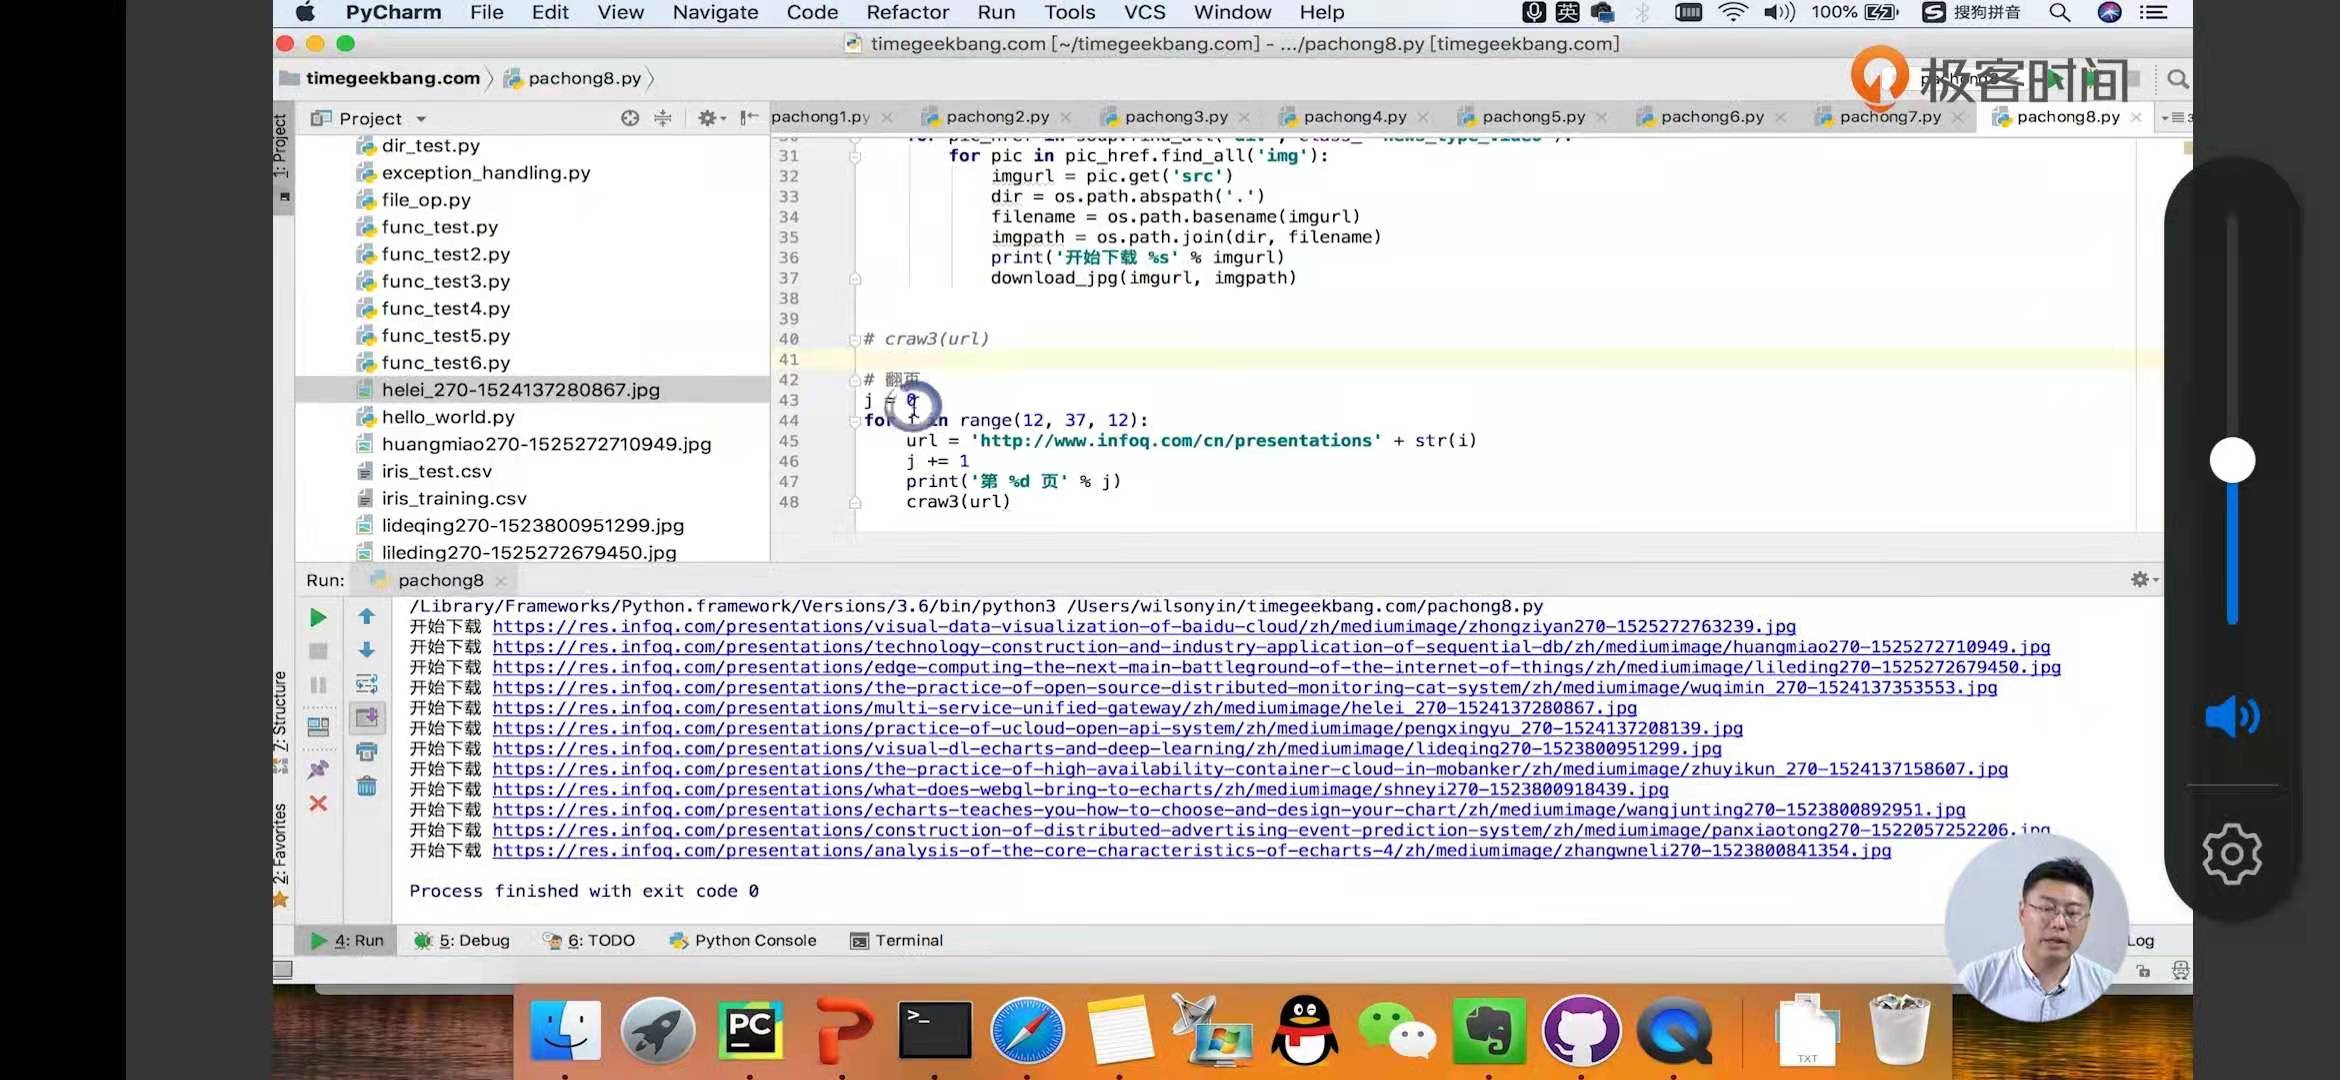 PyCharm File Edit View Navigate Code Refactor Run Tools VCS Window Help 英 100% 搜狗拼音
timegeekbang.com [~/timegeekbang.com] - .../pachong8.py [timegeekbang.com]
timegeekbang.com pachong8.py
极客时间
Project
pachong1.py pachong2.py pachong3.py pachong4.py pachong5.py pachong6.py pachong7.py pachong8.py
1: Project
dir_test.py
exception_handling.py
file_op.py
func_test.py
func_test2.py
func_test3.py
func_test4.py
func_test5.py
func_test6.py
helei_270-1524137280867.jpg
hello_world.py
huangmiao270-1525272710949.jpg
iris_test.csv
iris_training.csv
lideqing270-1523800951299.jpg
lileding270-1525272679450.jpg
31 for pic in pic_href.find_all('img'):
32 imgurl = pic.get('src')
33 dir = os.path.abspath('.')
34 filename = os.path.basename(imgurl)
35 imgpath = os.path.join(dir, filename)
36 print('开始下载 %s' % imgurl)
37 download_jpg(imgurl, imgpath)
38
39
40 # craw3(url)
41
42 # 翻页
43 j = 0
44 for i in range(12, 37, 12):
45 url = 'http://www.infoq.com/cn/presentations' + str(i)
46 j += 1
47 print('第 %d 页' % j)
48 craw3(url)
Run: pachong8
/Library/Frameworks/Python.framework/Versions/3.6/bin/python3 /Users/wilsonyin/timegeekbang.com/pachong8.py
开始下载 https://res.infoq.com/presentations/visual-data-visualization-of-baidu-cloud/zh/mediumimage/zhongziyan270-1525272763239.jpg
开始下载 https://res.infoq.com/presentations/technology-construction-and-industry-application-of-sequential-db/zh/mediumimage/huangmiao270-1525272710949.jpg
开始下载 https://res.infoq.com/presentations/edge-computing-the-next-main-battleground-of-the-internet-of-things/zh/mediumimage/lileding270-1525272679450.jpg
开始下载 https://res.infoq.com/presentations/the-practice-of-open-source-distributed-monitoring-cat-system/zh/mediumimage/wuqimin_270-1524137353553.jpg
开始下载 https://res.infoq.com/presentations/multi-service-unified-gateway/zh/mediumimage/helei_270-1524137280867.jpg
开始下载 https://res.infoq.com/presentations/practice-of-ucloud-open-api-system/zh/mediumimage/pengxingyu_270-1524137208139.jpg
开始下载 https://res.infoq.com/presentations/visual-dl-echarts-and-deep-learning/zh/mediumimage/lideqing270-1523800951299.jpg
开始下载 https://res.infoq.com/presentations/the-practice-of-high-availability-container-cloud-in-mobanker/zh/mediumimage/zhuyikun_270-1524137158607.jpg
开始下载 https://res.infoq.com/presentations/what-does-webgl-bring-to-echarts/zh/mediumimage/shneyi270-1523800918439.jpg
开始下载 https://res.infoq.com/presentations/echarts-teaches-you-how-to-choose-and-design-your-chart/zh/mediumimage/wangjunting270-1523800892951.jpg
开始下载 https://res.infoq.com/presentations/construction-of-distributed-advertising-event-prediction-system/zh/mediumimage/panxiaotong270-1522057252206.jpg
开始下载 https://res.infoq.com/presentations/analysis-of-the-core-characteristics-of-echarts-4/zh/mediumimage/zhangwneli270-1523800841354.jpg
Process finished with exit code 0
7: Structure
2: Favorites
4: Run 5: Debug 6: TODO Python Console Terminal Log
PC
TXT